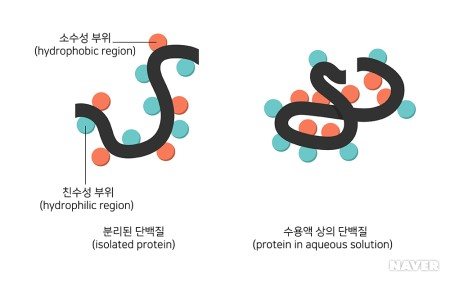 소수성 부위
(hydrophobic region)
친수성 부위
(hydrophilic region)
분리된 단백질
(isolated protein)
수용액 상의 단백질
(protein in aqueous solution)
NAVER